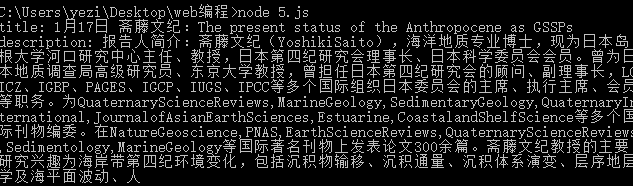 C:\Users\yezi\Desktop\web编程>node 5.js
title: 1月17日 斋藤文纪：The present status of the Anthropocene as GSSPs
description: 报告人简介：斋藤文纪（YoshikiSaito），海洋地质专业博士，现为日本岛
根大学河口研究中心主任、教授，日本第四纪研究会理事长、日本科学委员会会员。曾为日
本地质调查局高级研究员、东京大学教授，曾担任日本第四纪研究会的顾问、副理事长，LO
ICZ、IGBP、PAGES、IGCP、IUGS、IPCC等多个国际组织日本委员会的主席、执行主席、会员
等职务。为QuaternaryScienceReviews,MarineGeology,SedimentaryGeology,QuaternaryIn
ternational,JournalofAsianEarthSciences,Estuarine,CoastalandShelfScience等多个国
际刊物编委。在NatureGeoscience,PNAS,EarthScienceReviews,QuaternaryScienceReviews
,Sedimentology,MarineGeology等国际著名刊物上发表论文300余篇。斋藤文纪教授的主要
研究兴趣为海岸带第四纪环境变化，包括沉积物输移、沉积通量、沉积体系演变、层序地层
学及海平面波动、人